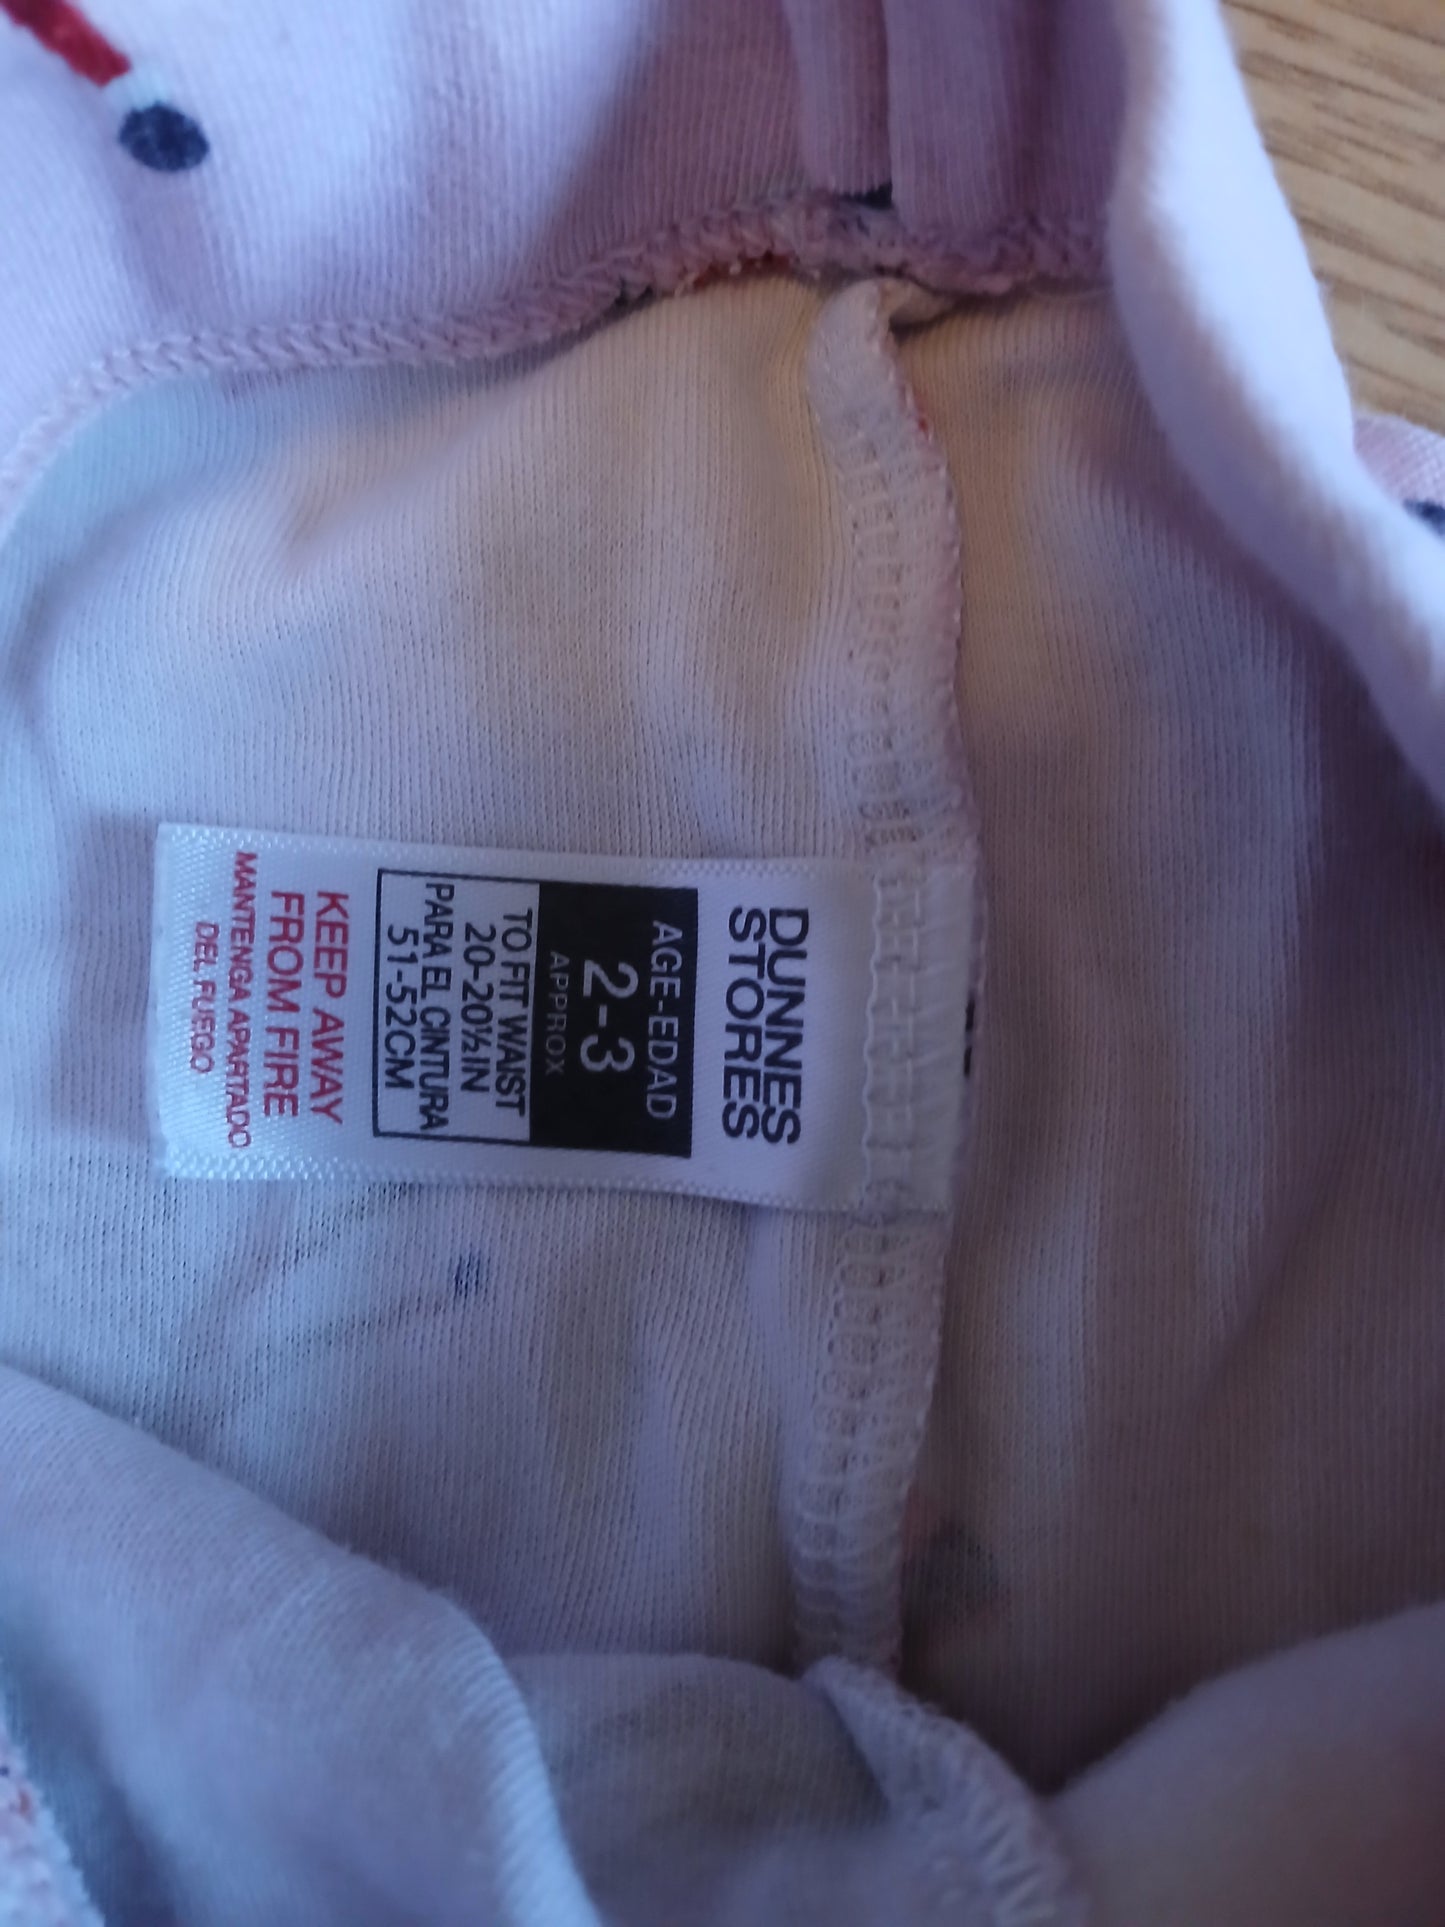 DUNNES
STORES
AGE-EDAD
2-3
APPROX
TO FIT WAIST
20-20½IN
PARA EL CINTURA
51-52CM
KEEP AWAY
FROM FIRE
MANTENGA APARTADO
DEL FUEGO